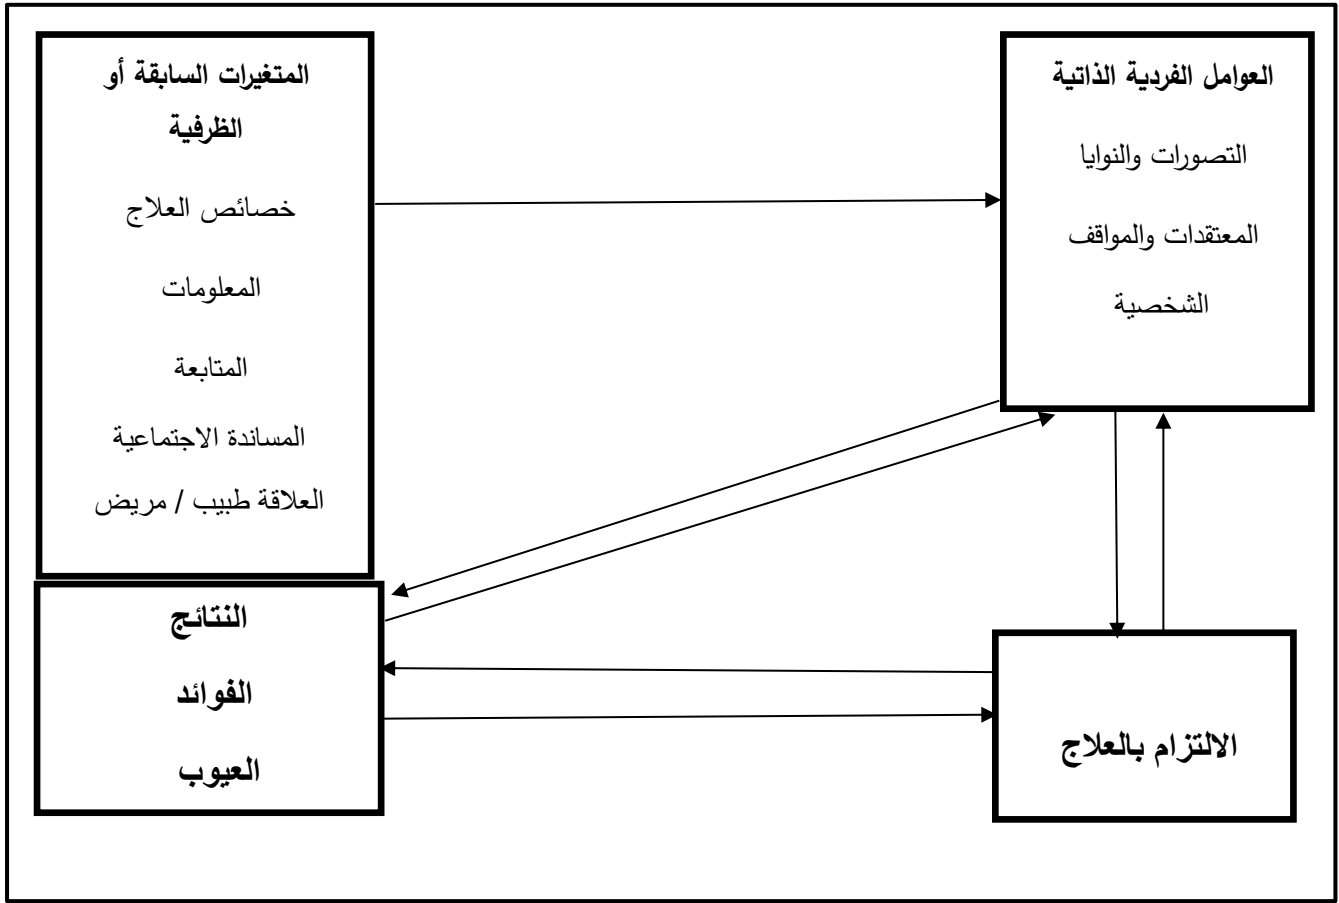 العوامل الفردية الذاتية
التصورات والنوايا
المعتقدات والمواقف
الشخصية
المتغيرات السابقة أو
الظرفية
خصائص العلاج
المعلومات
المتابعة
المساندة الاجتماعية
العلاقة طبيب / مريض
الالتزام بالعلاج
النتائج
الفوائد
العيوب